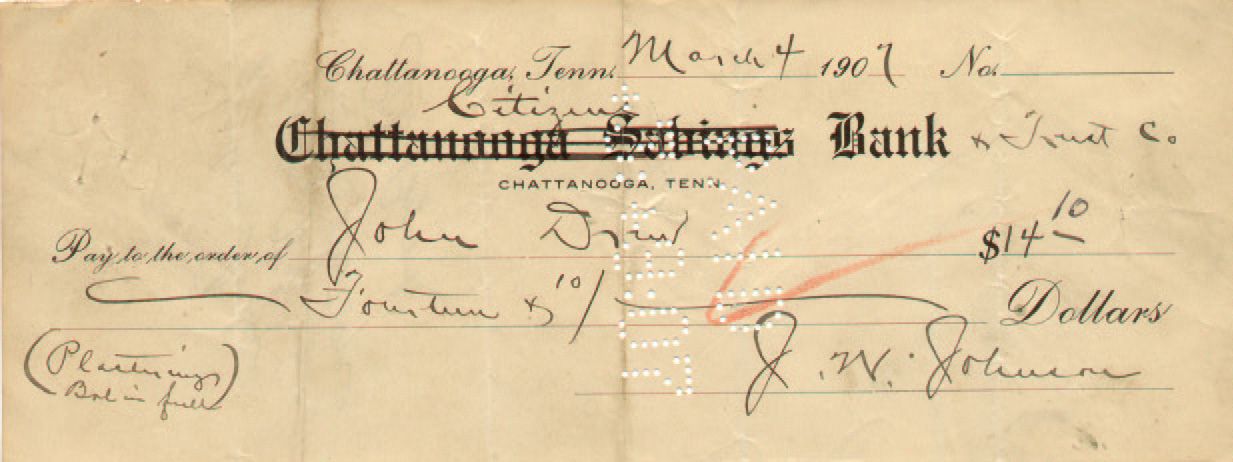 Chattanooga, Tenn. March 4 1907 No.
Citizens
Chattanooga Savings Bank & Trust Co
CHATTANOOGA, TENN.
John Drew $14 10
Pay to the order of
Fourteen & 10/ Dollars
(Plastering
Bal in full)
J. W. Johnson